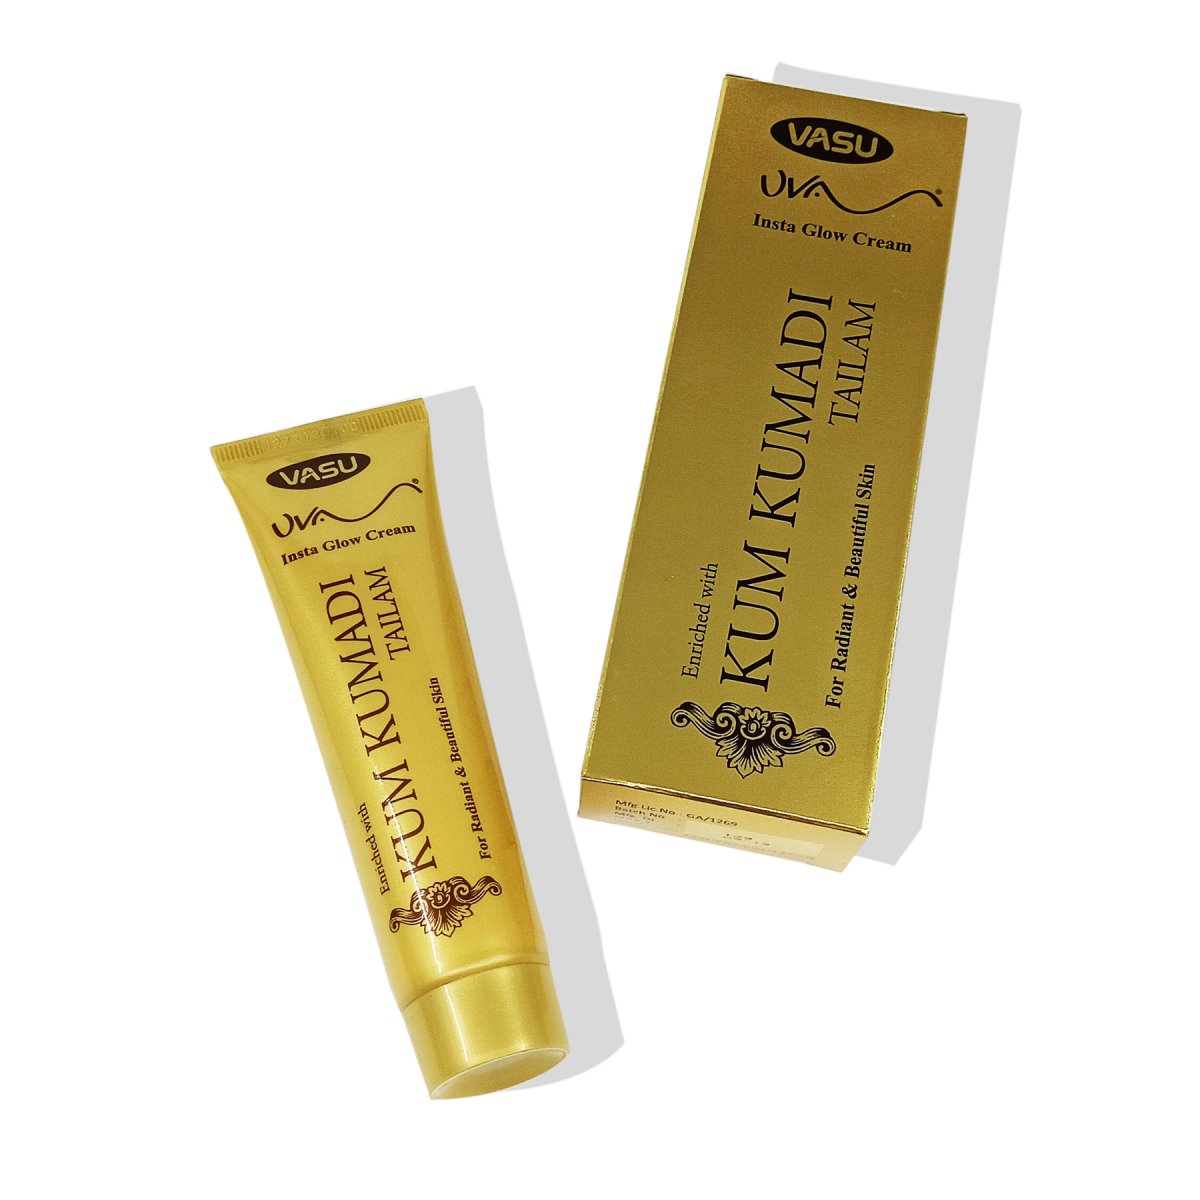 VASU
UVA
Insta Glow Cream
Enriched with
KUM KUMADI
TAILAM
For Radiant & Beautiful Skin
VASU
UVA
Insta Glow Cream
Enriched with
KUM KUMADI
TAILAM
For Radiant & Beautiful Skin
Mfg.Lic.No : GA/1269
Batch No